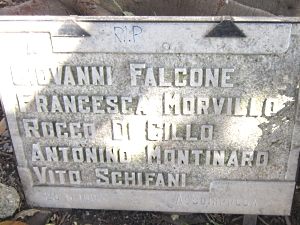 R.I.P
GIOVANNI FALCONE
FRANCESCA MORVILLO
ROCCO DI CILLO
ANTONINO MONTINARO
VITO SCHIFANI